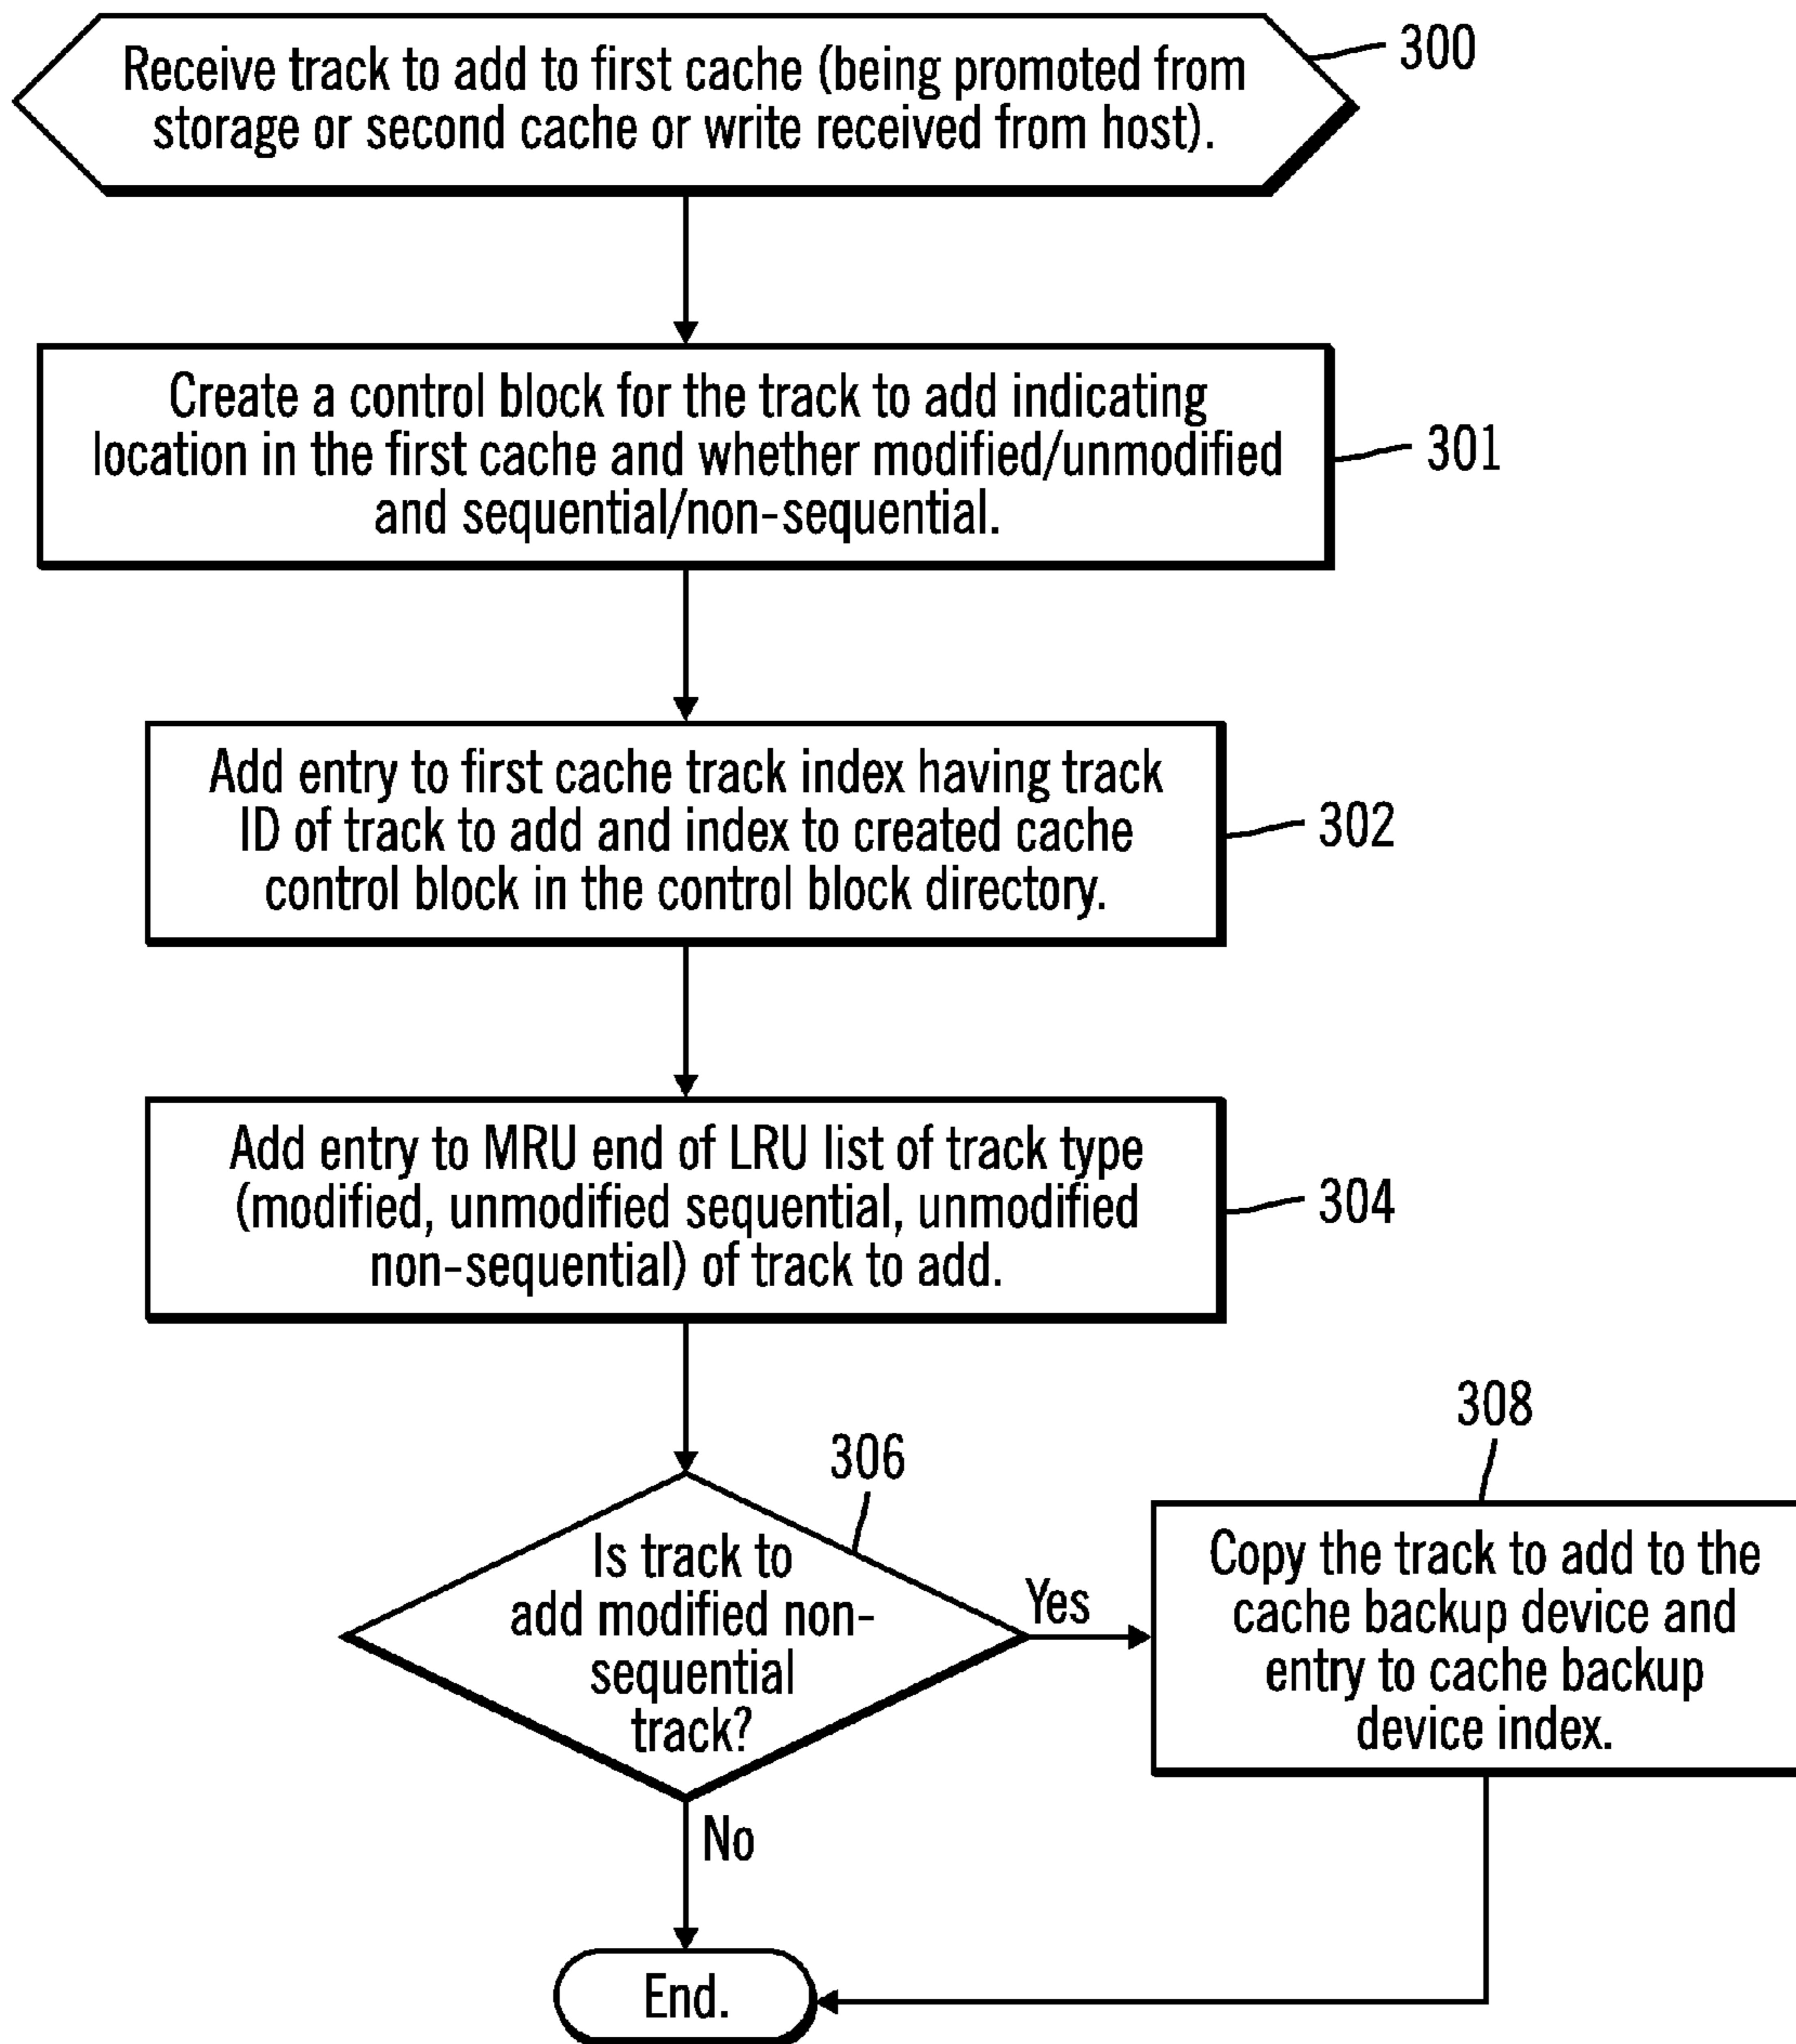 Receive track to add to first cache (being promoted from
storage or second cache or write received from host).
300
Create a control block for the track to add indicating
location in the first cache and whether modified/unmodified
and sequential/non-sequential.
301
Add entry to first cache track index having track
ID of track to add and index to created cache
control block in the control block directory.
302
Add entry to MRU end of LRU list of track type
(modified, unmodified sequential, unmodified
non-sequential) of track to add.
304
306
Is track to
add modified non-
sequential
track?
Yes
308
Copy the track to add to the
cache backup device and
entry to cache backup
device index.
No
End.